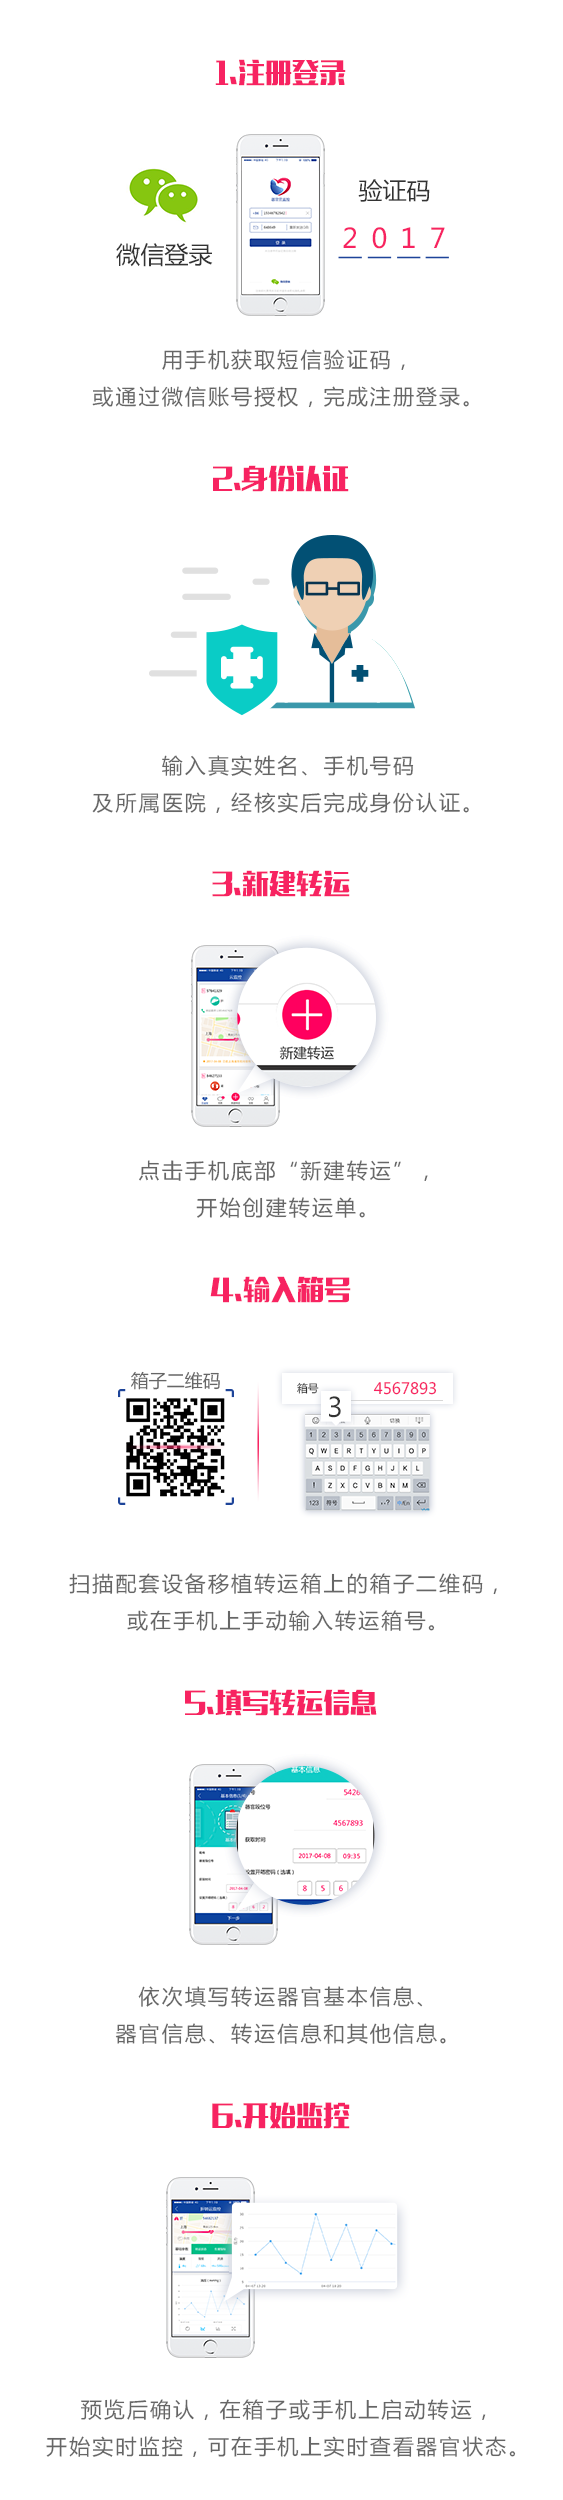 1.注册登录
微信登录
验证码
2 0 1 7
用手机获取短信验证码，
或通过微信账号授权，完成注册登录。
2.身份认证
输入真实姓名、手机号码
及所属医院，经核实后完成身份认证。
3.新建转运
云监控
新建转运
点击手机底部“新建转运”，
开始创建转运单。
4.输入箱号
箱子二维码
箱号 4567893
3
切换
1 2 3 4 5 6 7 8 9 0
Q W E R T Y U I O P
A S D F G H J K L
Z X C V B N M
123 符号
扫描配套设备移植转运箱上的箱子二维码，
或在手机上手动输入转运箱号。
5.填写转运信息
基本信息
号 5426
器官段位号
4567893
获取时间
2017-04-08 09:35
设置开箱密码（选填）
8 5 6
下一步
依次填写转运器官基本信息、
器官信息、转运信息和其他信息。
6.开始监控
预览后确认，在箱子或手机上启动转运，
开始实时监控，可在手机上实时查看器官状态。